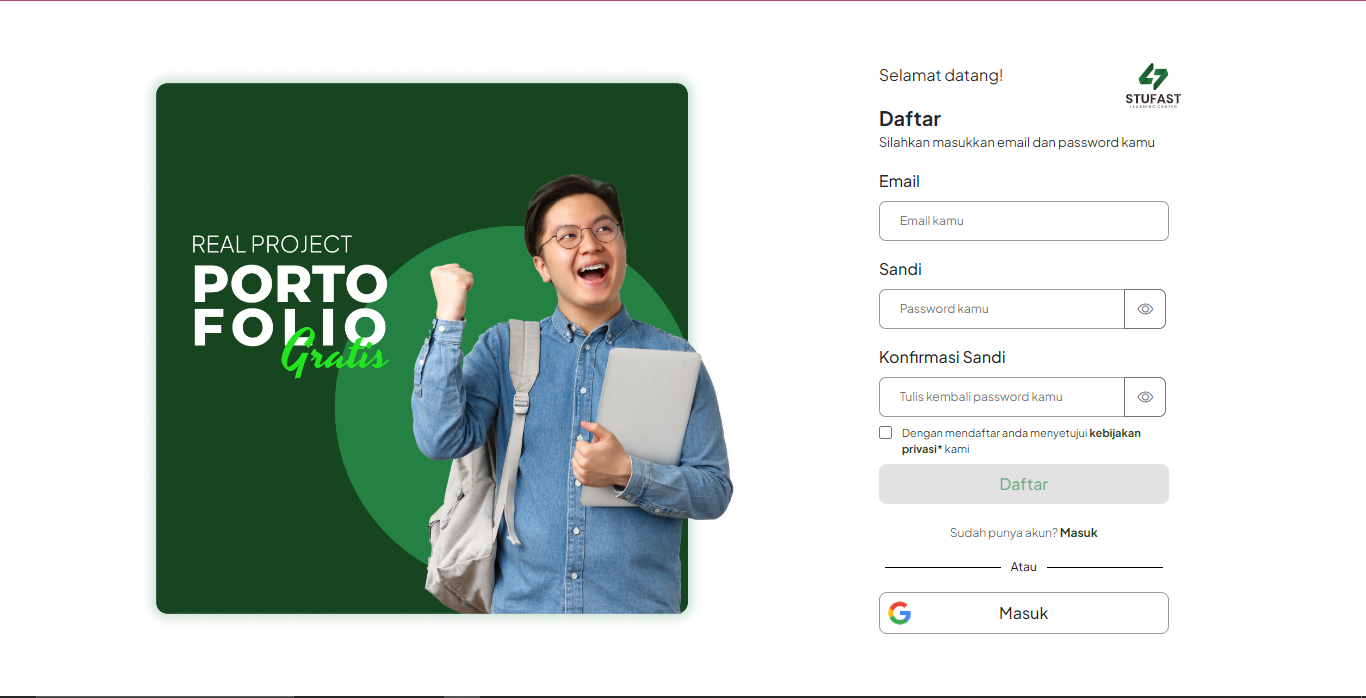 REAL PROJECT
PORTO
FOLIO
Gratis
Selamat datang!
STUFAST
LEARNING CENTER
Daftar
Silahkan masukkan email dan password kamu
Email
Email kamu
Sandi
Password kamu
Konfirmasi Sandi
Tulis kembali password kamu
Dengan mendaftar anda menyetujui kebijakan
privasi* kami
Daftar
Sudah punya akun? Masuk
Atau
Masuk